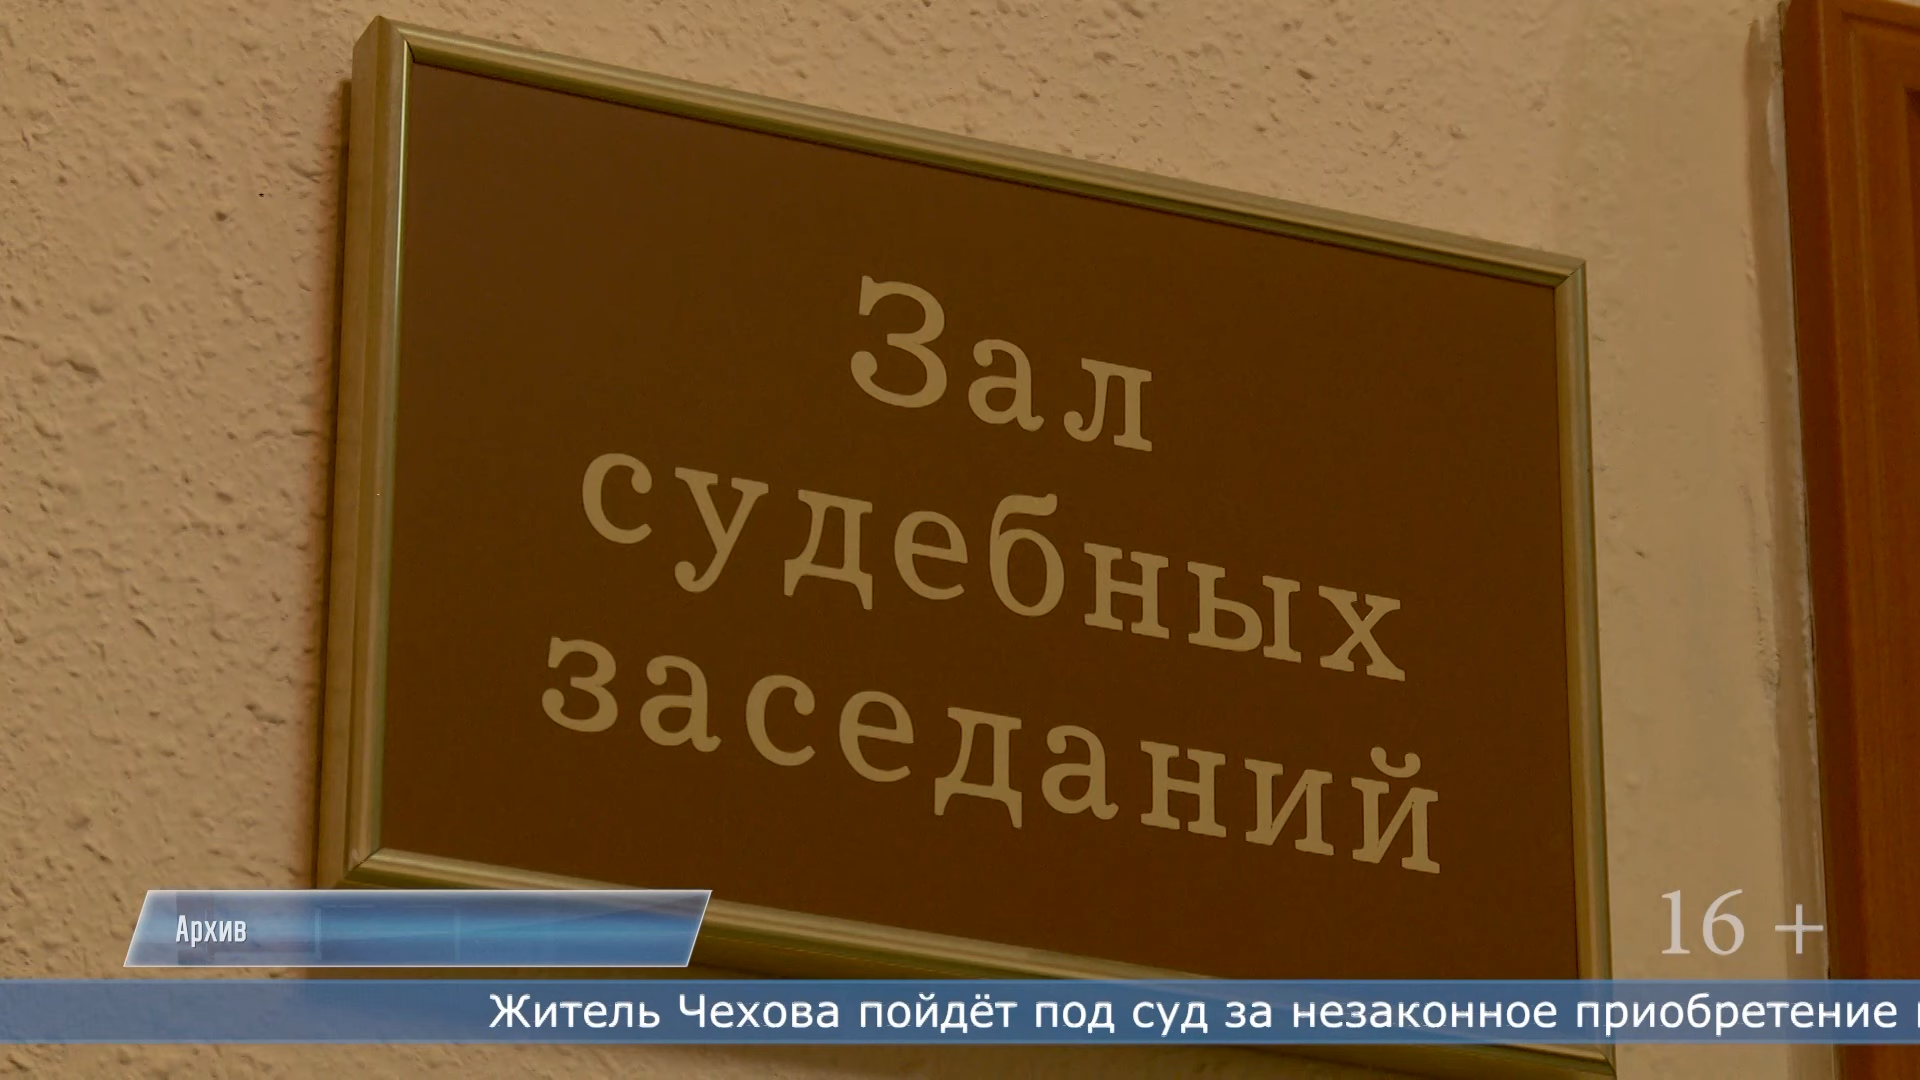 Зал
судебных
заседаний
Архив
16 +
Житель Чехова пойдёт под суд за незаконное приобретение